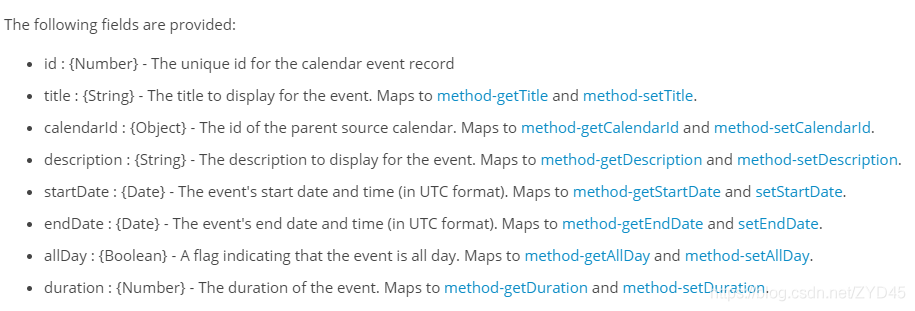 The following fields are provided:
• id : {Number} - The unique id for the calendar event record
• title : {String} - The title to display for the event. Maps to method-getTitle and method-setTitle.
• calendarId : {Object} - The id of the parent source calendar. Maps to method-getCalendarId and method-setCalendarId.
• description : {String} - The description to display for the event. Maps to method-getDescription and method-setDescription.
• startDate : {Date} - The event's start date and time (in UTC format). Maps to method-getStartDate and setStartDate.
• endDate : {Date} - The event's end date and time (in UTC format). Maps to method-getEndDate and setEndDate.
• allDay : {Boolean} - A flag indicating that the event is all day. Maps to method-getAllDay and method-setAllDay.
• duration : {Number} - The duration of the event. Maps to method-getDuration and method-setDuration.
https://blog.csdn.net/ZYD45